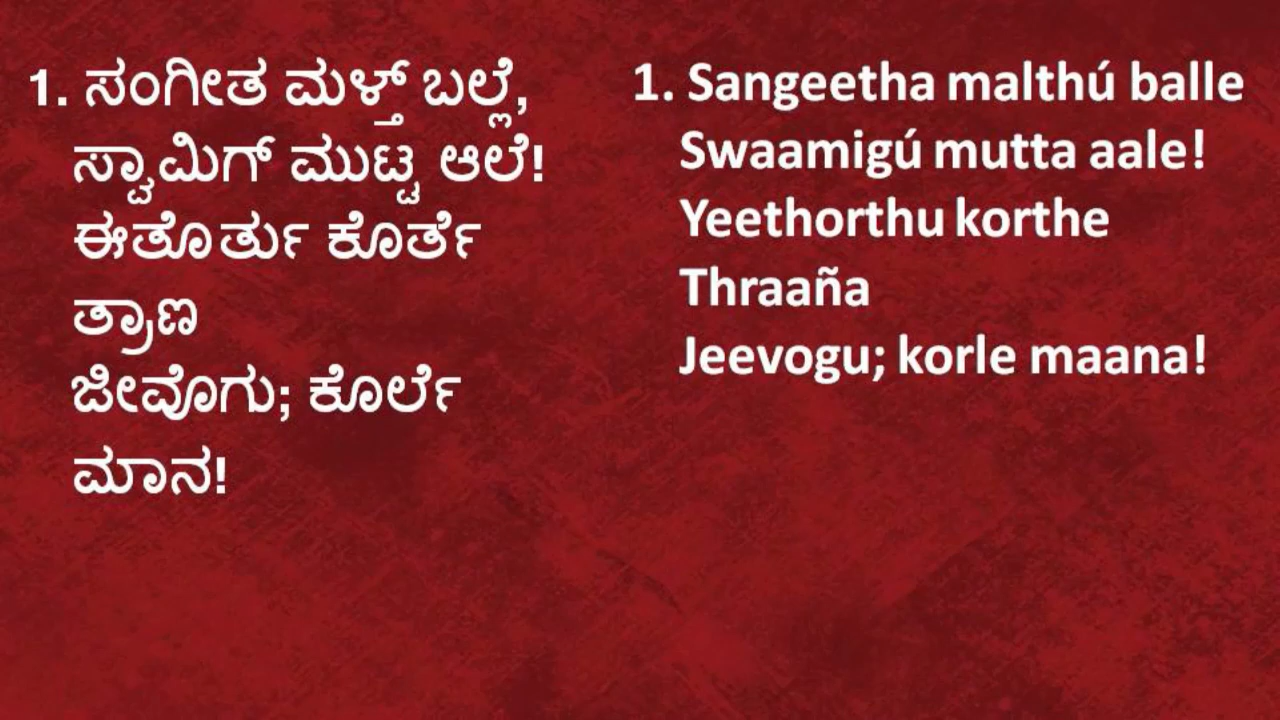 1. ಸಂಗೀತ ಮಳ್ತ್ ಬಲ್ಲೆ,
ಸ್ವಾಮಿಗ್ ಮುಟ್ಟ ಆಲೆ!
ಈತೊರ್ತು ಕೊರ್ತೆ
ತ್ರಾಣ
ಜೀವೊಗು; ಕೊರ್ಲೆ
ಮಾನ!
1. Sangeetha malthú balle
Swaamigú mutta aale!
Yeethorthu korthe
Thraaña
Jeevogu; korle maana!